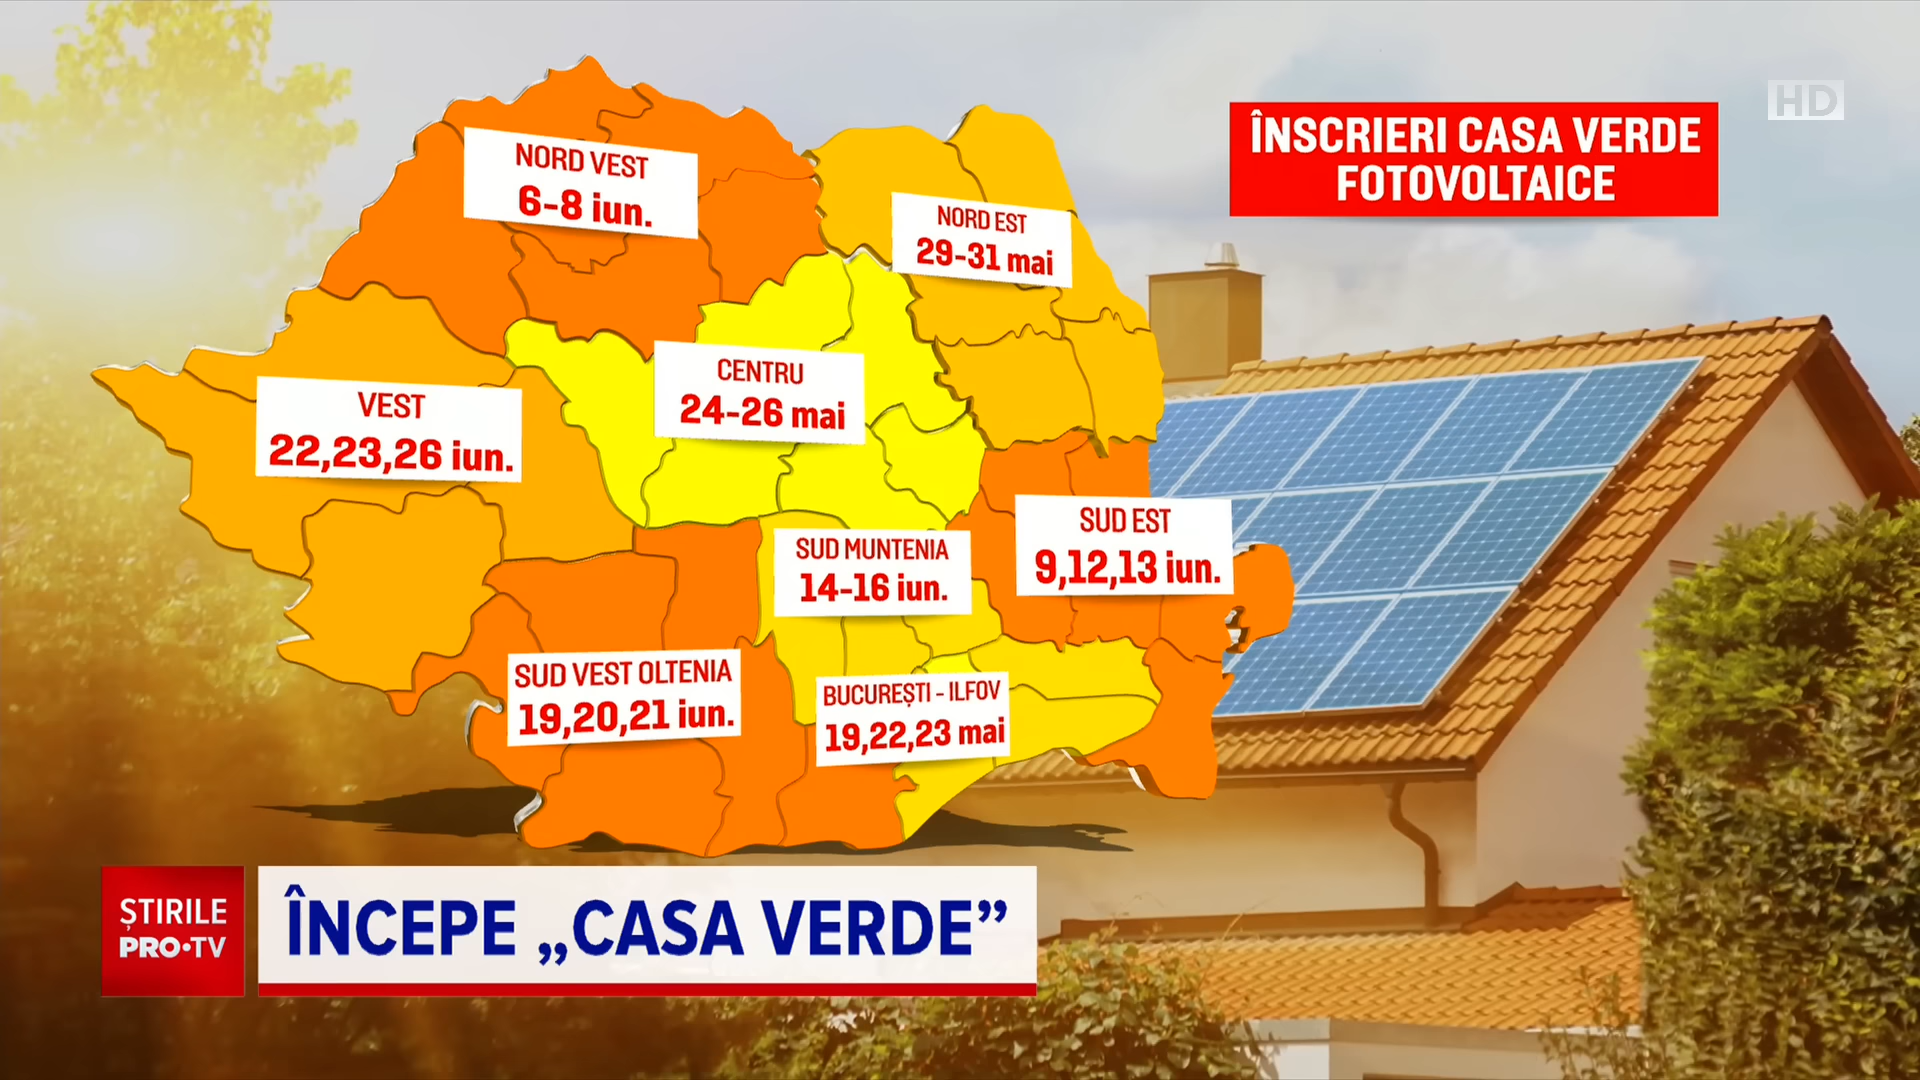 HD
ÎNSCRIERI CASA VERDE
FOTOVOLTAICE
NORD VEST
6-8 iun.
NORD EST
29-31 mai
CENTRU
24-26 mai
VEST
22,23,26 iun.
SUD EST
9,12,13 iun.
SUD MUNTENIA
14-16 iun.
SUD VEST OLTENIA
19,20,21 iun.
BUCUREȘTI - ILFOV
19,22,23 mai
ȘTIRILE
PRO•TV
ÎNCEPE „CASA VERDE”